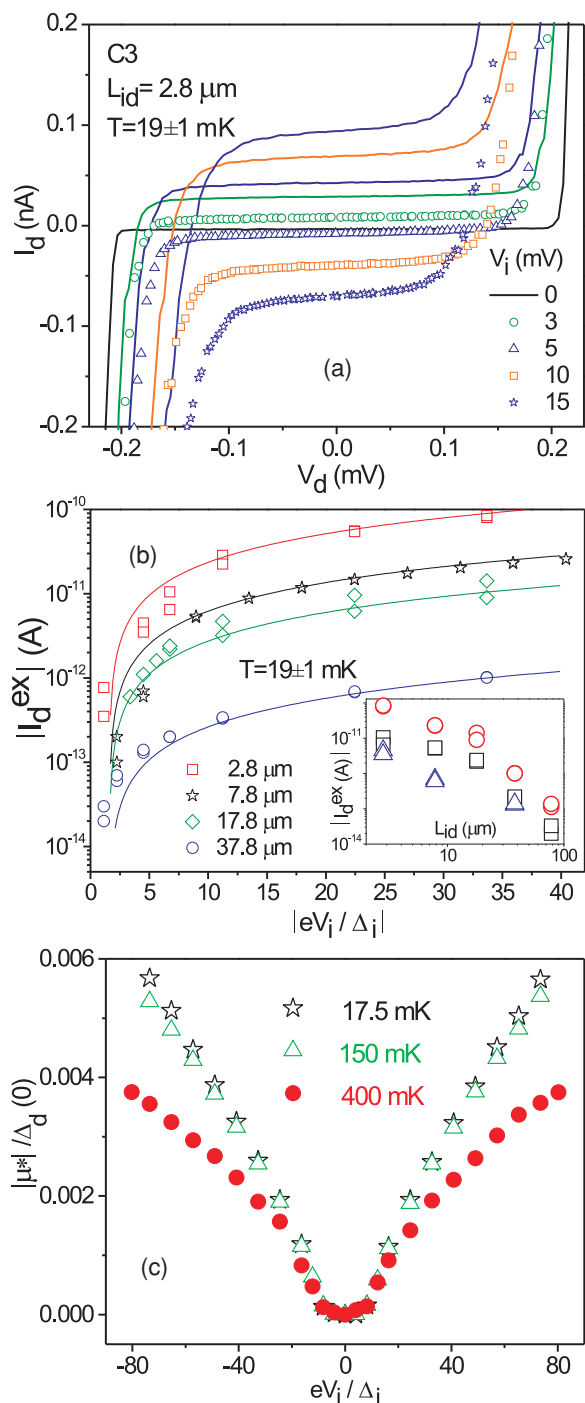 0.2
C3
L_id= 2.8 μm
T=19±1 mK
0.1
I_d (nA)
0.0
V_i (mV)
0
3
-0.1
5
(a)
10
15
-0.2
-0.2 -0.1 0.0 0.1 0.2
V_d (mV)
10^-10
(b)
10^-11
|I_d^ex| (A)
10^-12
T=19±1 mK
10^-13
2.8 μm
7.8 μm
17.8 μm
37.8 μm
10^-14
10^-11
|I_d^ex (A)|
10^-14
L_id (μm)
10 100
0 5 10 15 20 25 30 35 40
|eV_i / Δ_i|
0.006
17.5 mK
150 mK
400 mK
0.004
|μ*| /Δ_d (0)
0.002
(c)
0.000
-80 -40 0 40 80
eV_i / Δ_i